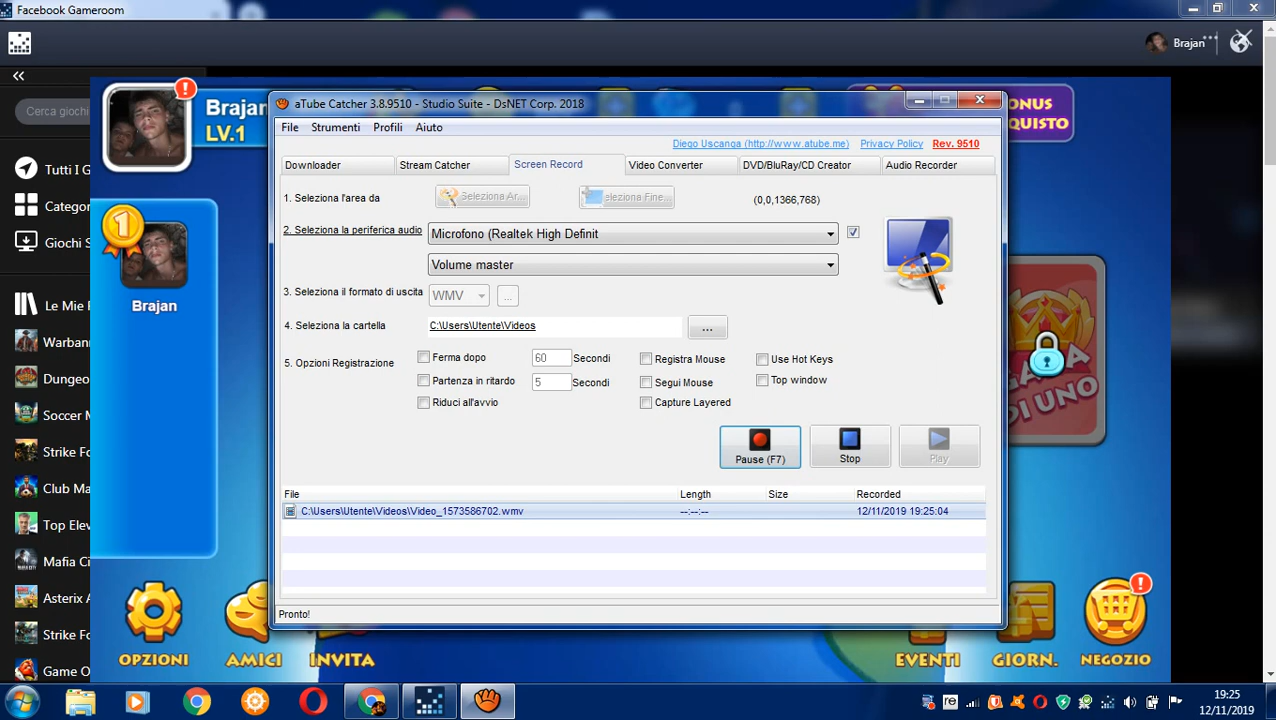 Facebook Gameroom
Brajan
Cerca giochi
Tutti I G
Categor
Giochi S
Le Mie
Warban
Dungeo
Soccer M
Strike Fo
Club Ma
Top Elev
Mafia Ci
Asterix A
Strike Fo
Game O
Brajan
LV.1
1
Brajan
ONUS
QUISTO
DI UNO
aTube Catcher 3.8.9510 - Studio Suite - DsNET Corp. 2018
File Strumenti Profili Aiuto
Diego Uscanga (http://www.atube.me) Privacy Policy Rev. 9510
Downloader Stream Catcher Screen Record Video Converter DVD/BluRay/CD Creator Audio Recorder
1. Seleziona l'area da Seleziona Ar... eleziona Fine... (0,0,1366,768)
2. Seleziona la periferica audio Microfono (Realtek High Definit
Volume master
3. Seleziona il formato di uscita WMV ...
4. Seleziona la cartella C:\Users\Utente\Videos ...
5. Opzioni Registrazione Ferma dopo 60 Secondi Registra Mouse Use Hot Keys
Partenza in ritardo 5 Secondi Segui Mouse Top window
Riduci all'avvio Capture Layered
Pause (F7) Stop Play
File Length Size Recorded
C:\Users\Utente\Videos\Video_1573586702.wmv --:--:-- 12/11/2019 19:25:04
Pronto!
OPZIONI AMICI INVITA EVENTI GIORN. NEGOZIO
19:25
12/11/2019